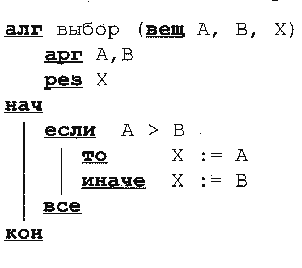 алг выбор (вещ А, В, X)
арг А,В
рез X
нач
если А > В
то X := А
иначе X := В
все
кон